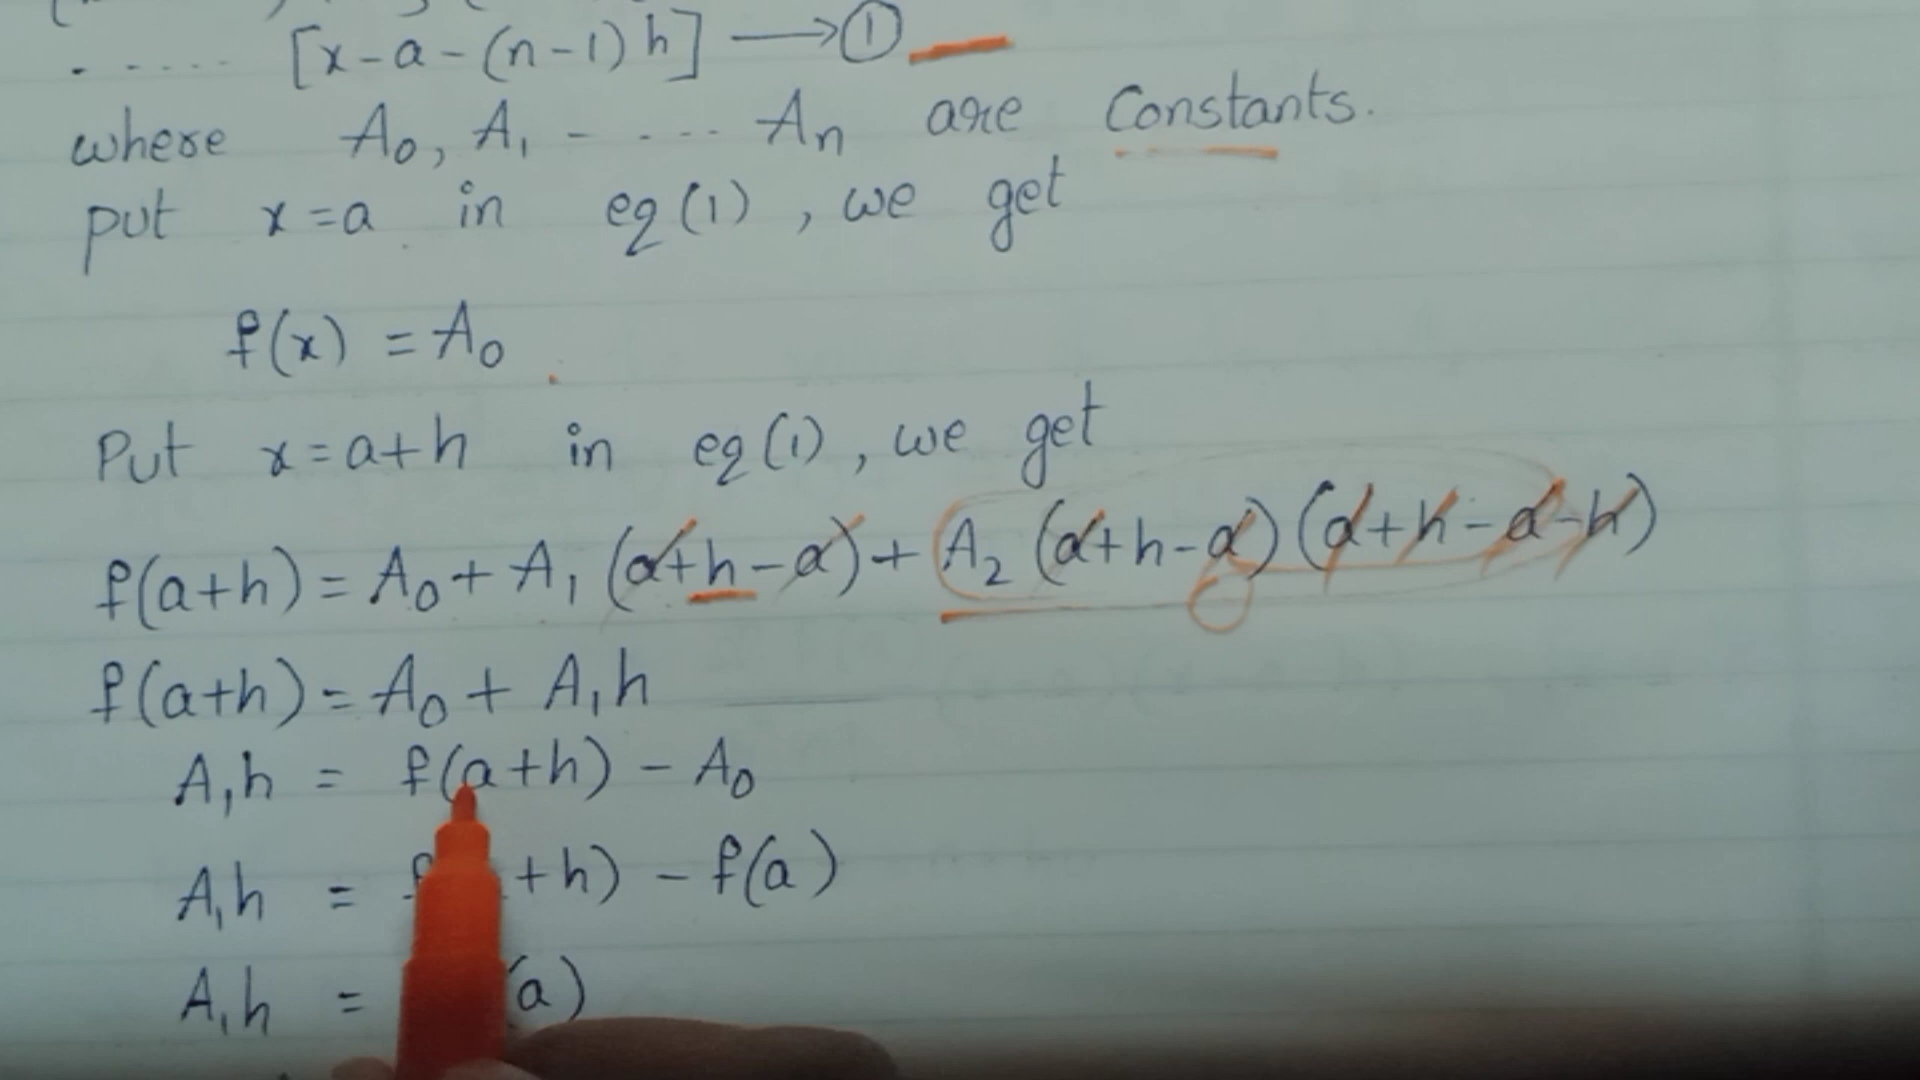 ..... [x-a-(n-1)h] → ①
where A₀, A₁ - .... Aₙ are Constants.
put x=a in eq(1), we get
f(x) = A₀
Put x=a+h in eq(1), we get
f(a+h) = A₀ + A₁ (a+h-a) + A₂ (a+h-a) (a+h-a-h)
f(a+h) = A₀ + A₁h
A₁h = f(a+h) - A₀
A₁h = +h) - f(a)
A₁h = (a)